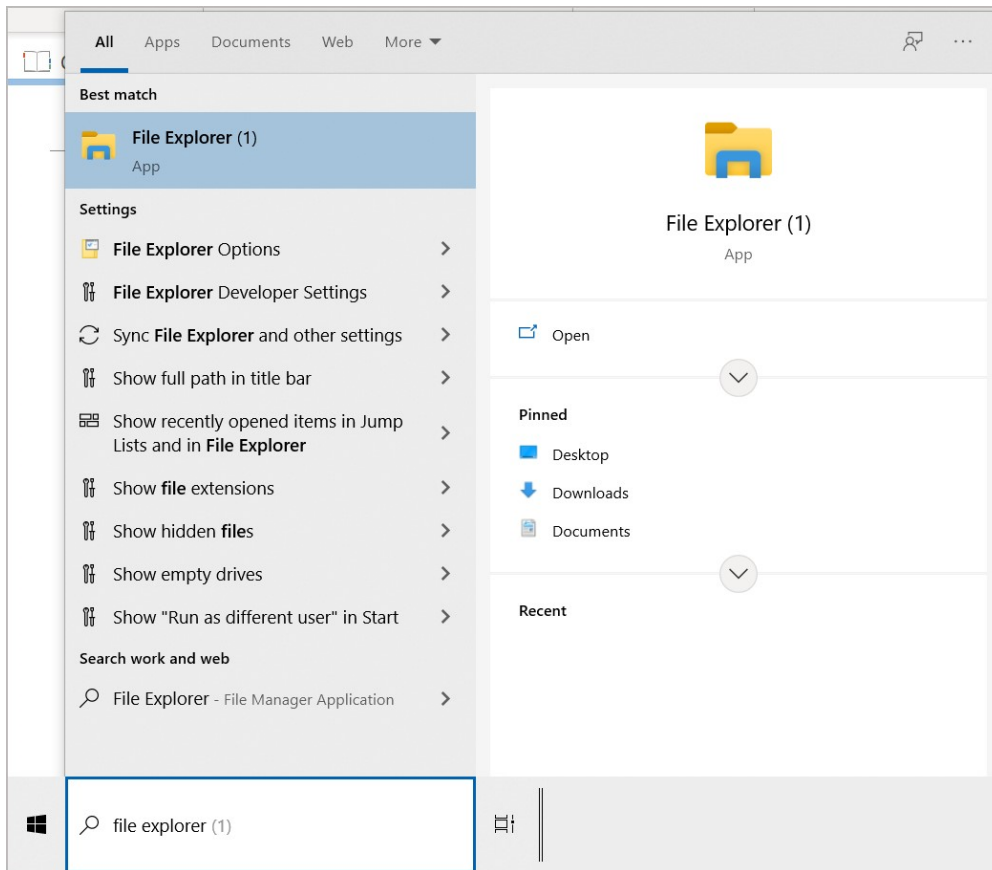 All Apps Documents Web More
Best match
File Explorer (1)
App
Settings
File Explorer Options
File Explorer Developer Settings
Sync File Explorer and other settings
Show full path in title bar
Show recently opened items in Jump
Lists and in File Explorer
Show file extensions
Show hidden files
Show empty drives
Show "Run as different user" in Start
Search work and web
File Explorer - File Manager Application
File Explorer (1)
App
Open
Pinned
Desktop
Downloads
Documents
Recent
file explorer (1)